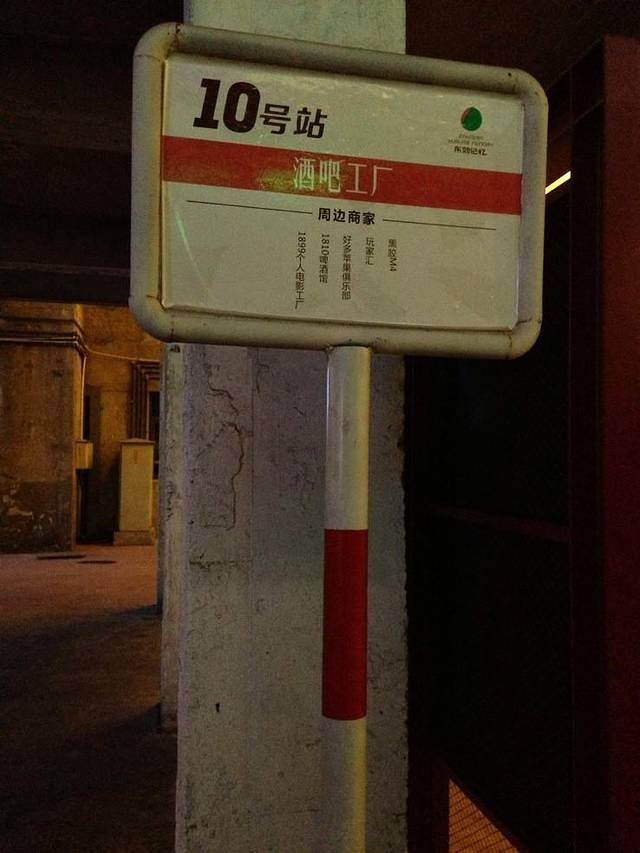 10号站
东郊记忆
酒吧工厂
周边商家
黑胶M4
玩家汇
好多苹果俱乐部
1810啤酒馆
1899个人电影工厂